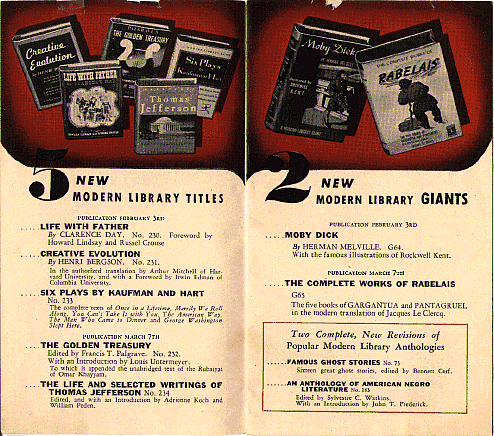 Creative
Evolution
THE GOLDEN TREASURY
LIFE WITH FATHER
Six Plays
Kaufman & Hart
Thomas
Jefferson
5 NEW
MODERN LIBRARY TITLES
PUBLICATION FEBRUARY 3RD
.....LIFE WITH FATHER
By CLARENCE DAY. No. 230. Foreword by
Howard Lindsay and Russel Crouse
.....CREATIVE EVOLUTION
By HENRI BERGSON. No. 231.
In the authorized translation by Arthur Mitchell of Har-
vard University, and with a Foreword by Irwin Edman of
Columbia University.
.....SIX PLAYS BY KAUFMAN AND HART
No. 233
The complete texts of Once in a Lifetime, Merrily We Roll
Along, You Can't Take it with You, The American Way,
The Man Who Came to Dinner and George Washington
Slept Here.
PUBLICATION MARCH 7TH
.....THE GOLDEN TREASURY
Edited by Francis T. Palgrave. No. 232.
With an Introduction by Louis Untermeyer.
To which is appended the unabridged text of the Rubaiyat
of Omar Khayyam.
.....THE LIFE AND SELECTED WRITINGS OF
THOMAS JEFFERSON No. 234
Edited, and with an Introduction by Adrienne Koch and
William Peden.
Moby Dick
BY HERMAN MELVILLE
ROCKWELL
KENT
A MODERN LIBRARY GIANT
THE COMPLETE WORKS OF
RABELAIS
2 NEW
MODERN LIBRARY GIANTS
PUBLICATION FEBRUARY 3RD
.....MOBY DICK
By HERMAN MELVILLE. G64.
With the famous illustrations of Rockwell Kent.
PUBLICATION MARCH 7TH
.....THE COMPLETE WORKS OF RABELAIS
G65
The five books of GARGANTUA and PANTAGRUEL
in the modern translation of Jacques Le Clercq.
Two Complete, New Revisions of
Popular Modern Library Anthologies
.....FAMOUS GHOST STORIES No. 73
Sixteen great ghost stories, edited by Bennett Cerf.
.....AN ANTHOLOGY OF AMERICAN NEGRO
LITERATURE No. 163
Edited by Sylvestre C. Watkins.
With an Introduction by John T. Frederick.